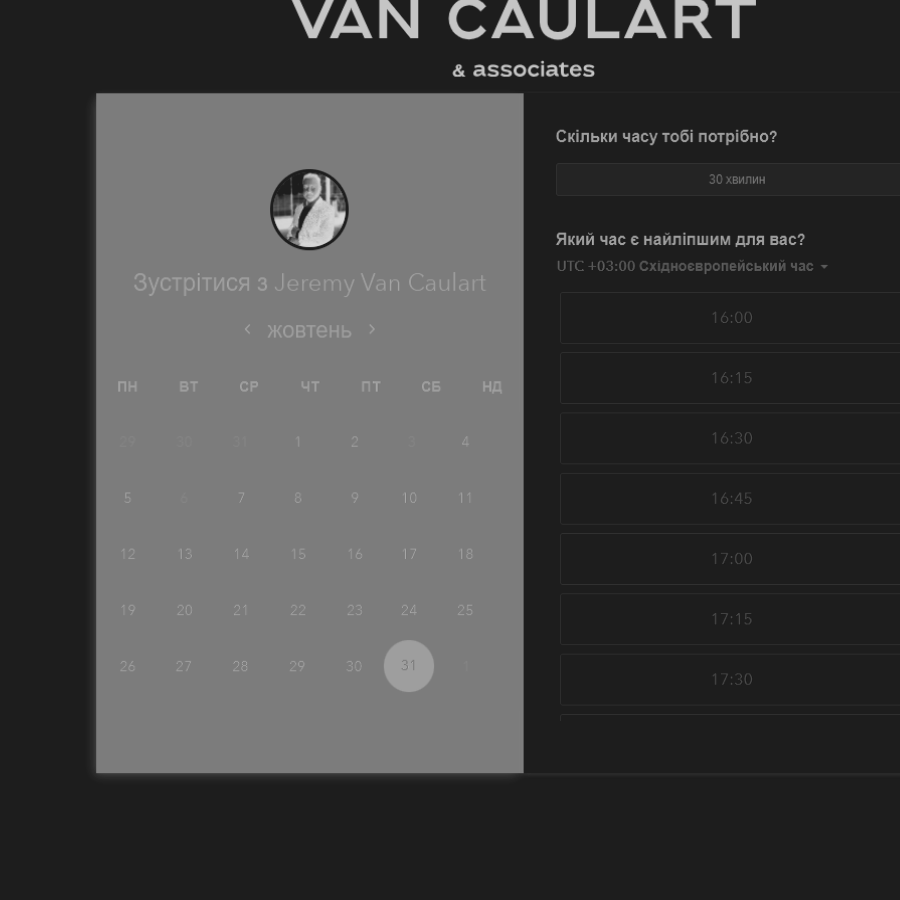 VAN CAULART
& associates
Зустрітися з Jeremy Van Caulart
жовтень
ПН ВТ СР ЧТ ПТ СБ НД
29 30 31 1 2 3 4
5 6 7 8 9 10 11
12 13 14 15 16 17 18
19 20 21 22 23 24 25
26 27 28 29 30 31 1
Скільки часу тобі потрібно?
30 хвилин
Який час є найліпшим для вас?
UTC +03:00 Східноєвропейський час
16:00
16:15
16:30
16:45
17:00
17:15
17:30